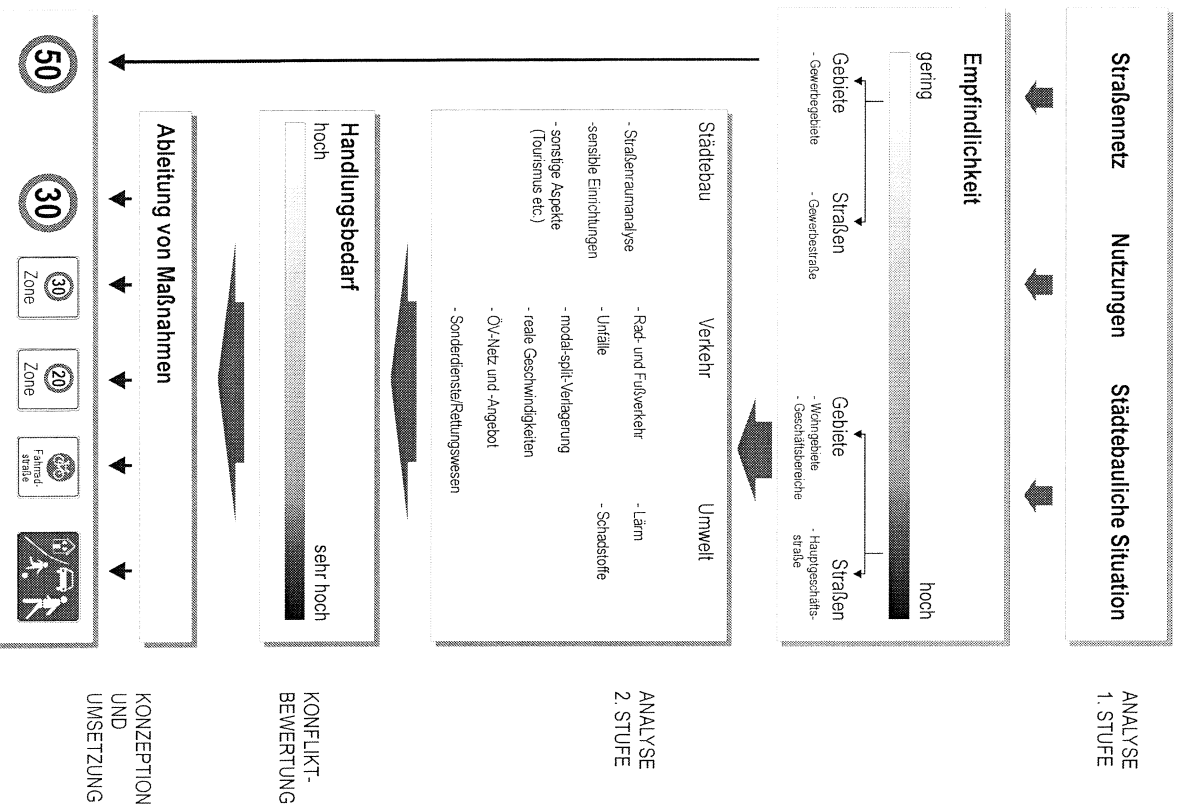 Straßennetz
Nutzungen
Städtebauliche Situation
ANALYSE
1. STUFE
Empfindlichkeit
gering
hoch
Gebiete
- Gewerbegebiete
Straßen
- Gewerbestraße
Gebiete
- Wohngebiete
- Geschäftsbereiche
Straßen
- Hauptgeschäfts-
straße
Städtebau
- Straßenraumanalyse
-sensible Einrichtungen
- sonstige Aspekte
(Tourismus etc.)
Verkehr
- Rad- und Fußverkehr
- Unfälle
- modal-split-Verlagerung
- reale Geschwindigkeiten
- ÖV-Netz und -Angebot
- Sonderdienste/Rettungswesen
Umwelt
- Lärm
- Schadstoffe
ANALYSE
2. STUFE
Handlungsbedarf
hoch
sehr hoch
KONFLIKT-
BEWERTUNG
Ableitung von Maßnahmen
50
30
30
Zone
20
Zone
Fahrrad-
straße
KONZEPTION
UND
UMSETZUNG